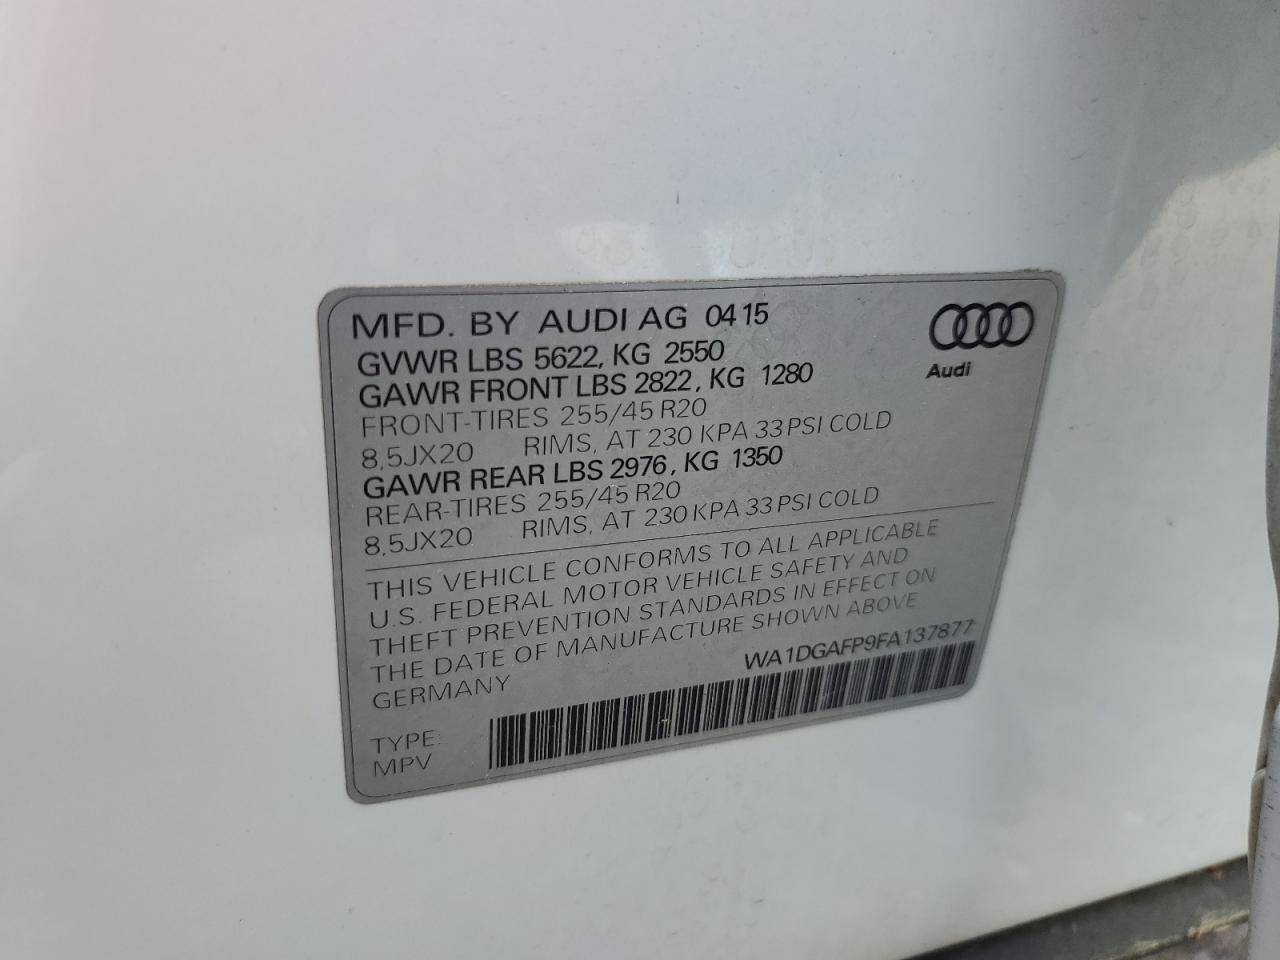 MFD. BY AUDI AG 04 15
GVWR LBS 5622, KG 2550
GAWR FRONT LBS 2822, KG 1280
FRONT-TIRES 255/45 R20
8,5JX20 RIMS, AT 230 KPA 33 PSI COLD
GAWR REAR LBS 2976, KG 1350
REAR-TIRES 255/45 R20
8,5JX20 RIMS, AT 230 KPA 33 PSI COLD
Audi
THIS VEHICLE CONFORMS TO ALL APPLICABLE
U.S. FEDERAL MOTOR VEHICLE SAFETY AND
THEFT PREVENTION STANDARDS IN EFFECT ON
THE DATE OF MANUFACTURE SHOWN ABOVE
GERMANY
WA1DGAFP9FA137877
TYPE:
MPV